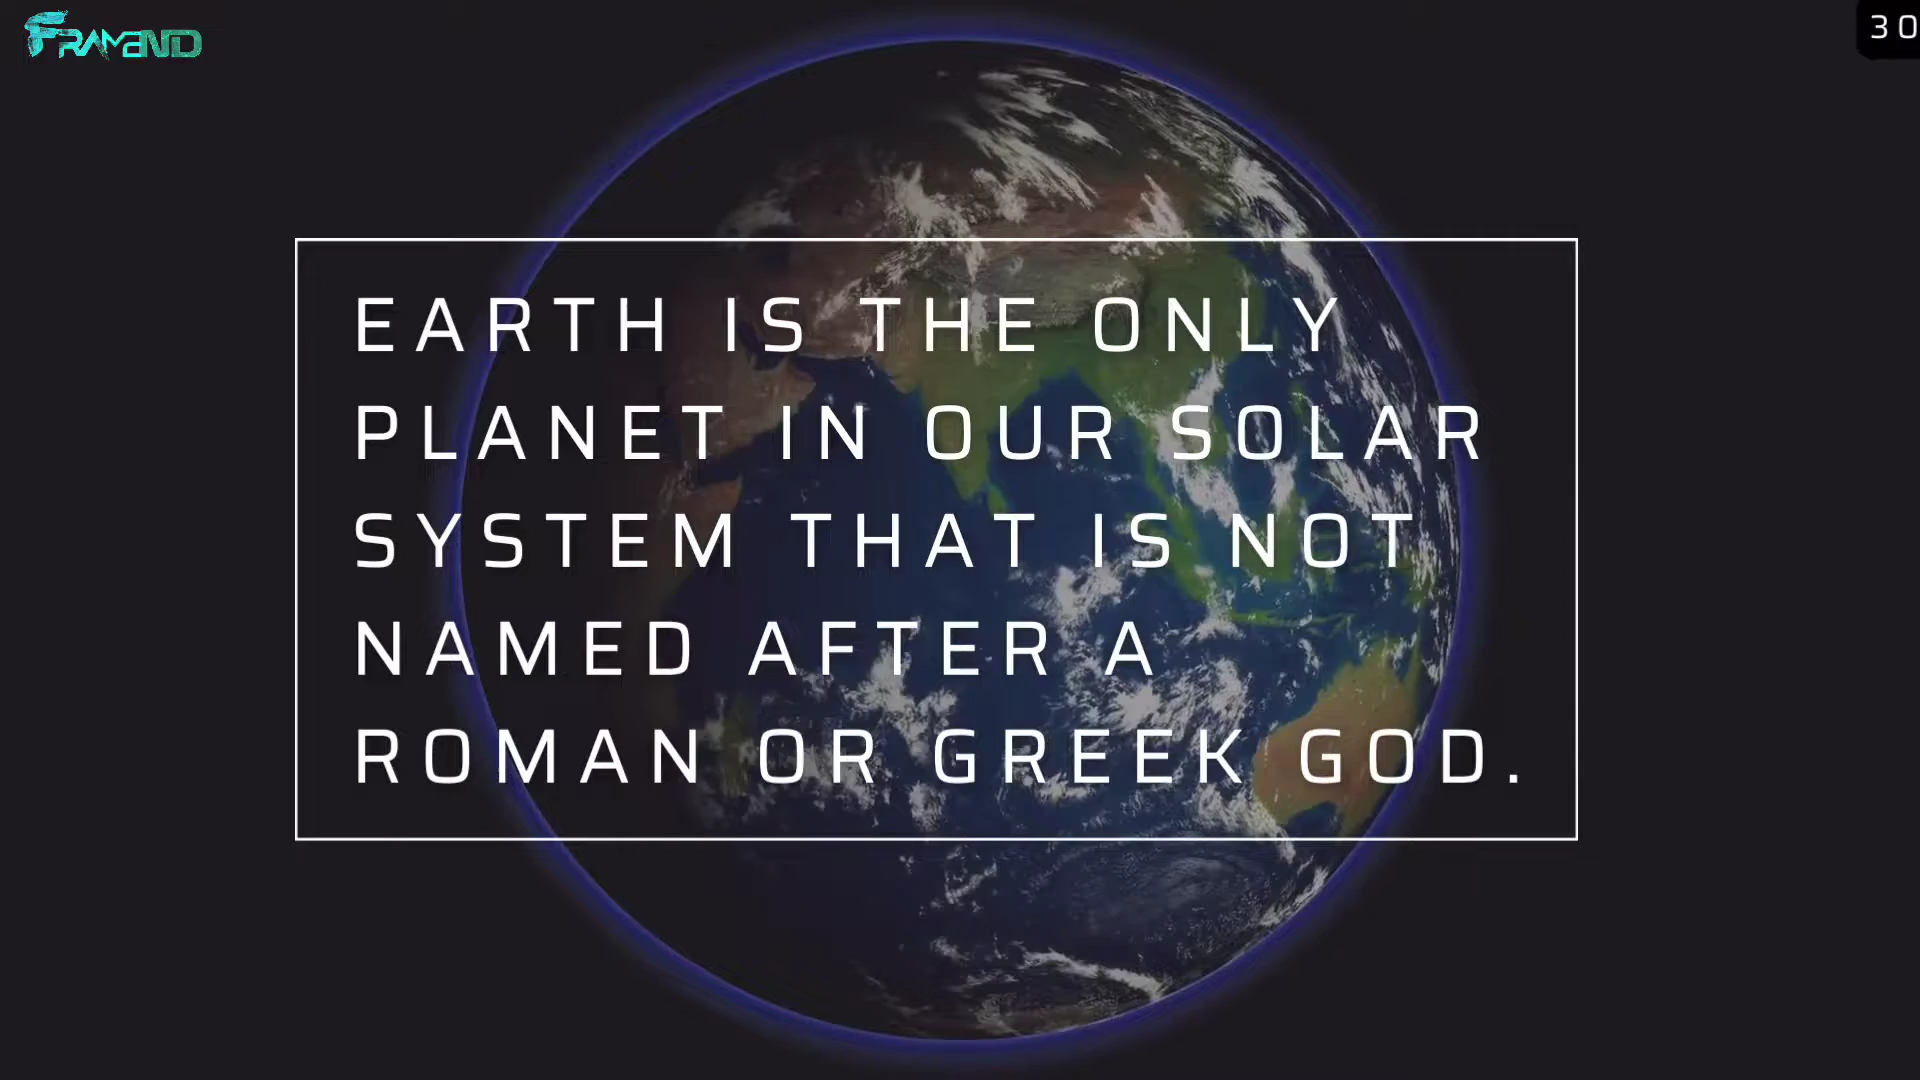 FRAMEND
30
EARTH IS THE ONLY
PLANET IN OUR SOLAR
SYSTEM THAT IS NOT
NAMED AFTER A
ROMAN OR GREEK GOD.